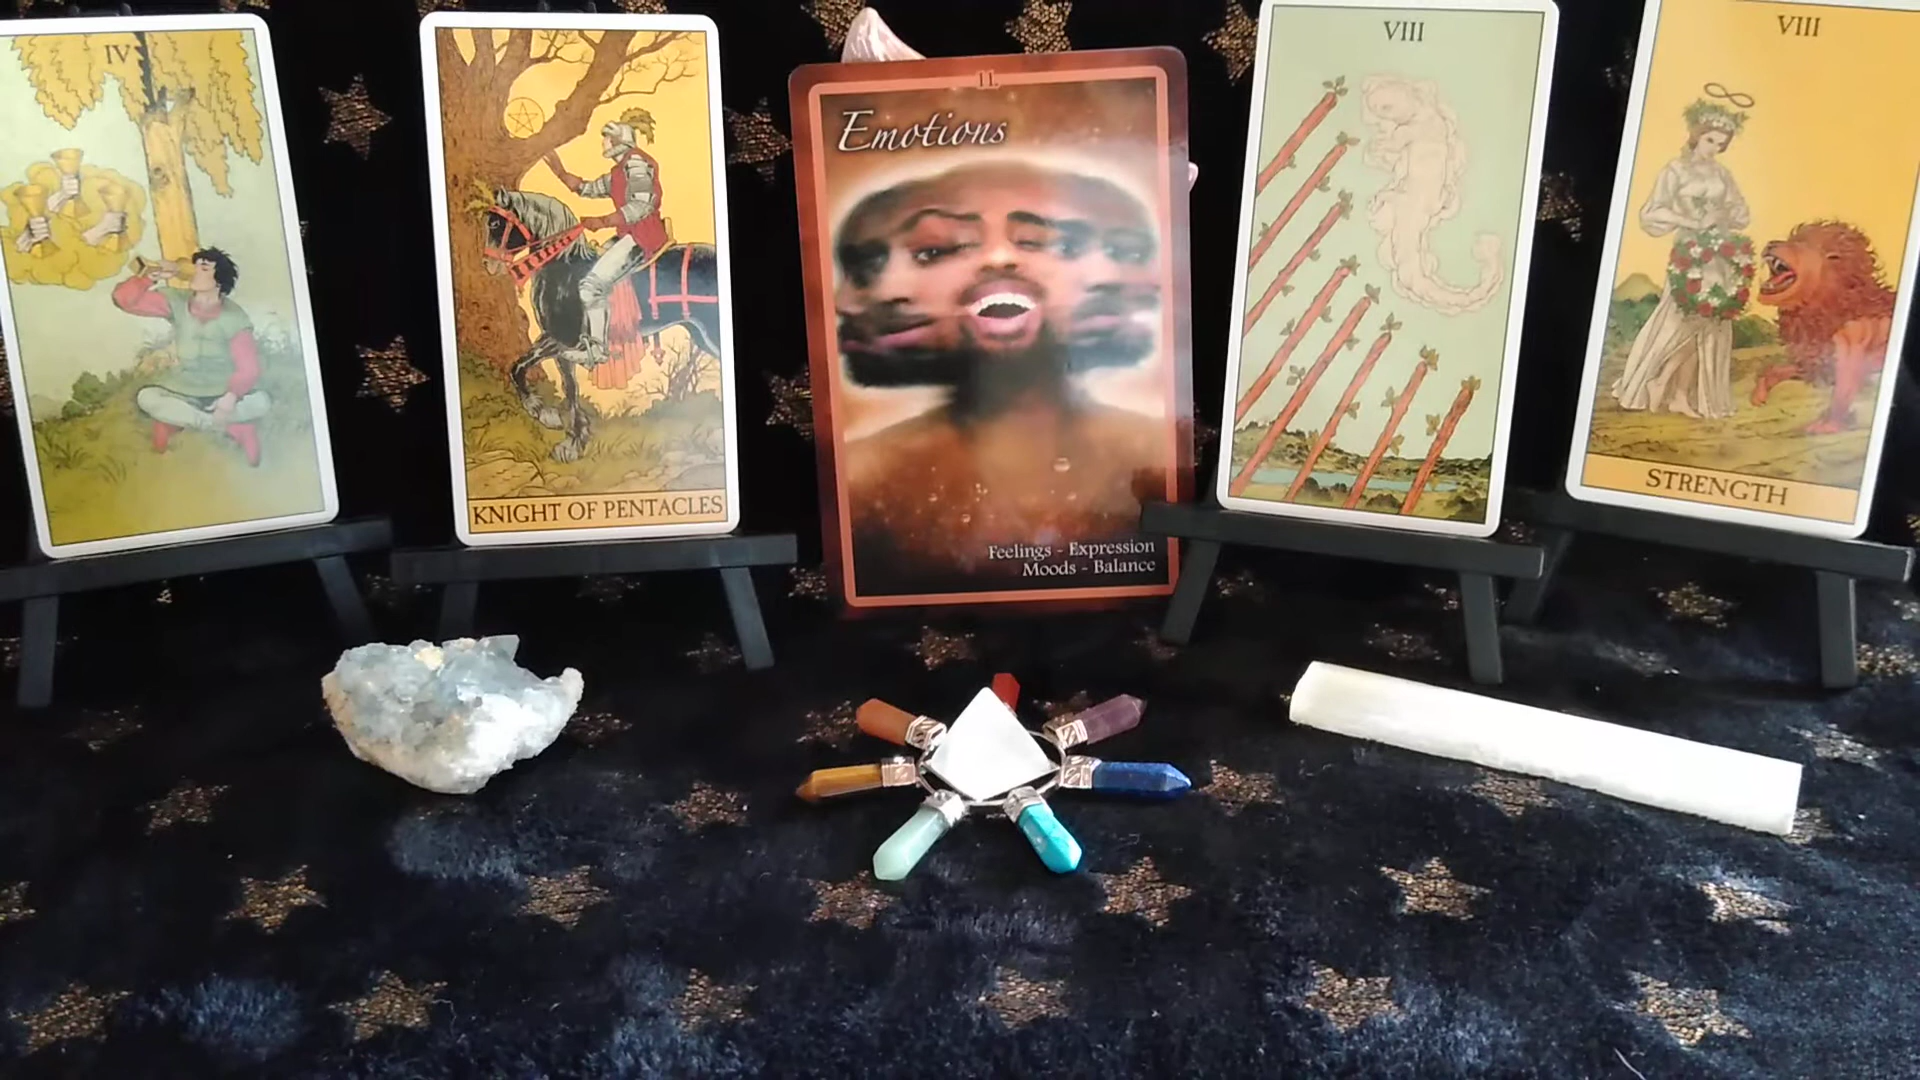 IV
KNIGHT OF PENTACLES
11.
Emotions
Feelings - Expression
Moods - Balance
VIII
VIII
STRENGTH